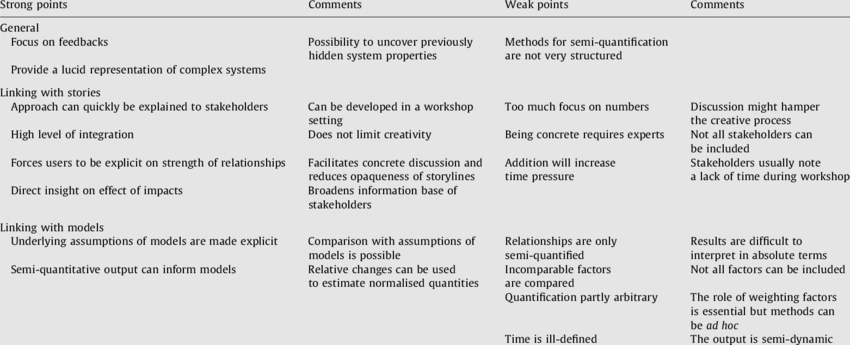 Strong points Comments Weak points Comments
General
Focus on feedbacks Possibility to uncover previously Methods for semi-quantification
hidden system properties are not very structured
Provide a lucid representation of complex systems
Linking with stories
Approach can quickly be explained to stakeholders Can be developed in a workshop Too much focus on numbers Discussion might hamper
setting the creative process
High level of integration Does not limit creativity Being concrete requires experts Not all stakeholders can
be included
Forces users to be explicit on strength of relationships Facilitates concrete discussion and Addition will increase Stakeholders usually note
reduces opaqueness of storylines time pressure a lack of time during workshop
Direct insight on effect of impacts Broadens information base of
stakeholders
Linking with models
Underlying assumptions of models are made explicit Comparison with assumptions of Relationships are only Results are difficult to
models is possible semi-quantified interpret in absolute terms
Semi-quantitative output can inform models Relative changes can be used Incomparable factors Not all factors can be included
to estimate normalised quantities are compared
Quantification partly arbitrary The role of weighting factors
is essential but methods can
be ad hoc
Time is ill-defined The output is semi-dynamic